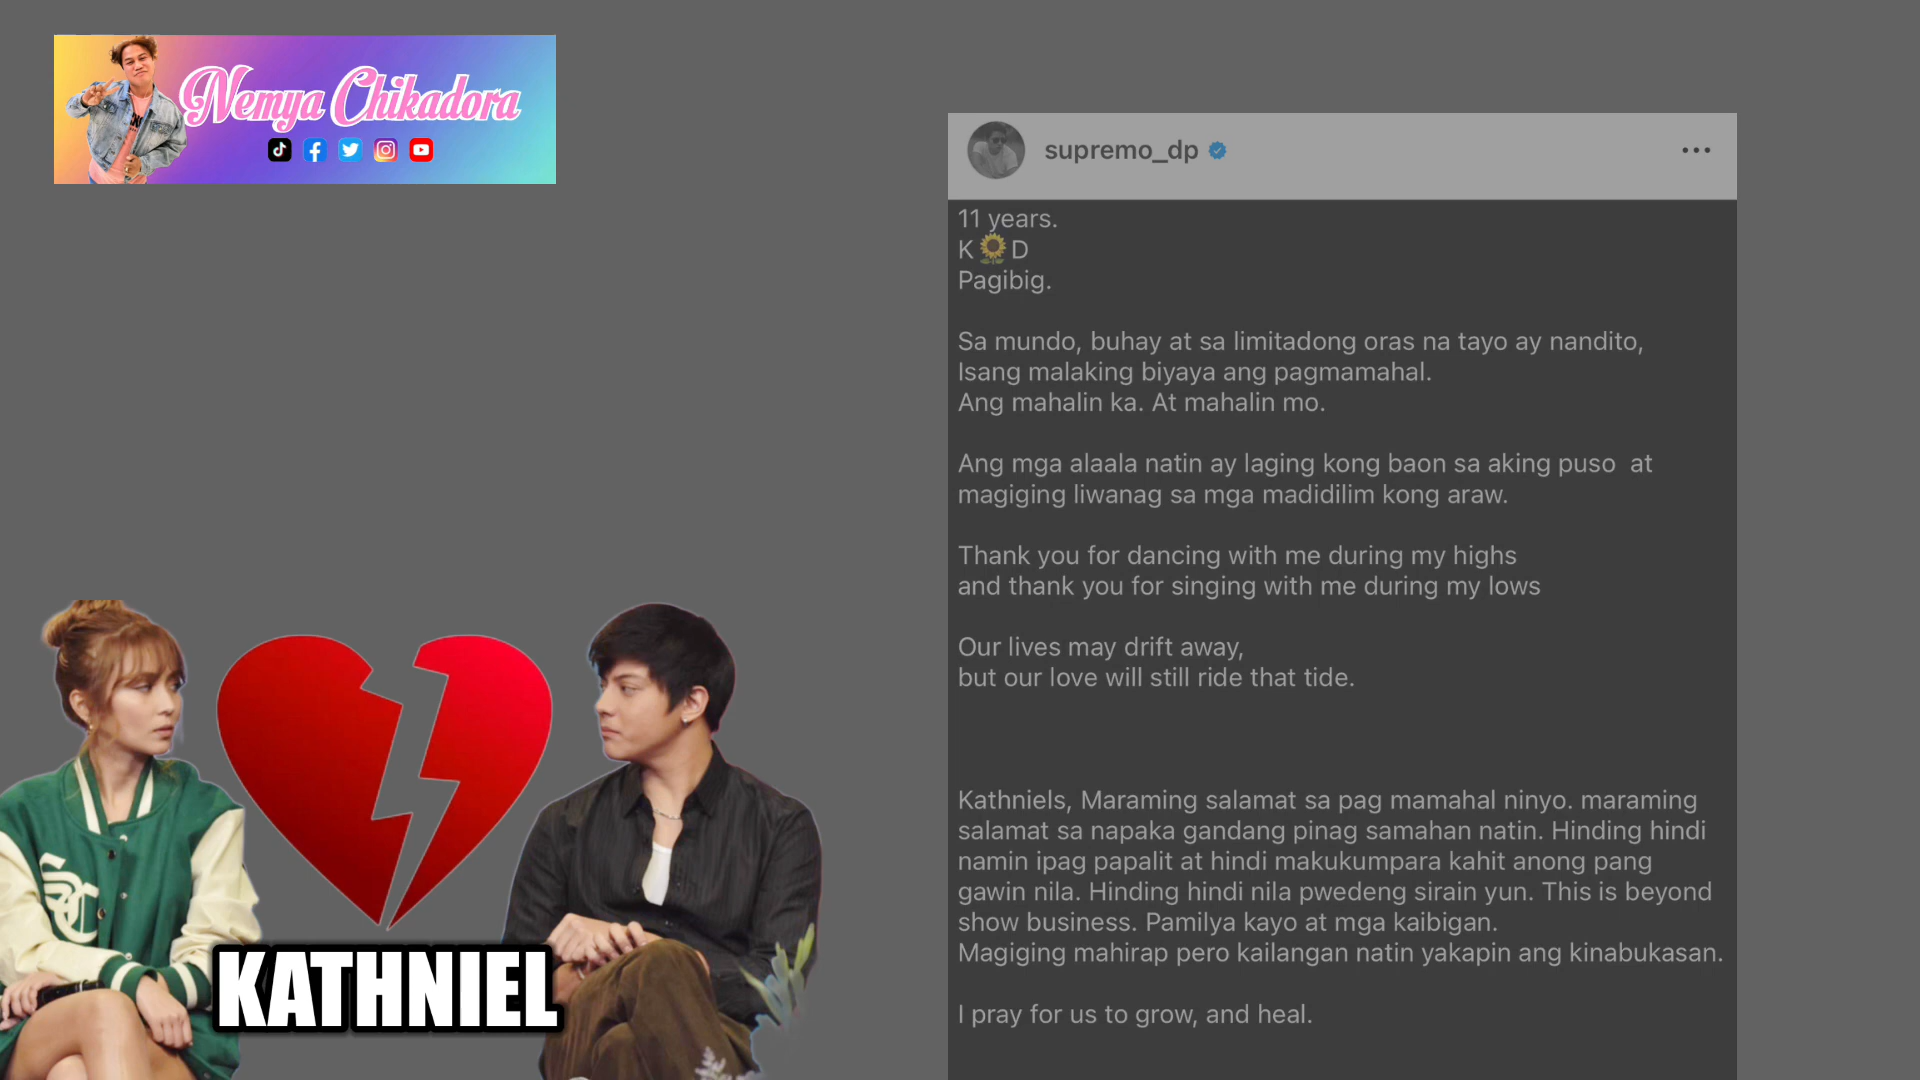 Nemya Chikadora
supremo_dp
11 years.
K🌻D
Pagibig.
Sa mundo, buhay at sa limitadong oras na tayo ay nandito,
Isang malaking biyaya ang pagmamahal.
Ang mahalin ka. At mahalin mo.
Ang mga alaala natin ay laging kong baon sa aking puso at
magiging liwanag sa mga madidilim kong araw.
Thank you for dancing with me during my highs
and thank you for singing with me during my lows
Our lives may drift away,
but our love will still ride that tide.
Kathniels, Maraming salamat sa pag mamahal ninyo. maraming
salamat sa napaka gandang pinag samahan natin. Hinding hindi
namin ipag papalit at hindi makukumpara kahit anong pang
gawin nila. Hinding hindi nila pwedeng sirain yun. This is beyond
show business. Pamilya kayo at mga kaibigan.
Magiging mahirap pero kailangan natin yakapin ang kinabukasan.
I pray for us to grow, and heal.
KATHNIEL